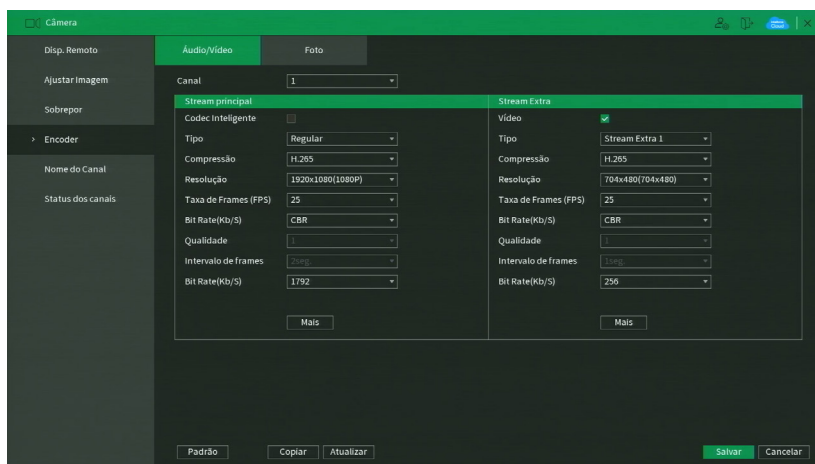 Câmera
Disp. Remoto
Ajustar Imagem
Sobrepor
> Encoder
Nome do Canal
Status dos canais
Áudio/Vídeo Foto
Canal 1
Stream principal Stream Extra
Codec Inteligente Vídeo
Tipo Regular Tipo Stream Extra 1
Compressão H.265 Compressão H.265
Resolução 1920x1080(1080P) Resolução 704x480(704x480)
Taxa de Frames (FPS) 25 Taxa de Frames (FPS) 25
Bit Rate(Kb/S) CBR Bit Rate(Kb/S) CBR
Qualidade 1 Qualidade 1
Intervalo de frames 2seg. Intervalo de frames 1seg.
Bit Rate(Kb/S) 1792 Bit Rate(Kb/S) 256
Mais Mais
Padrão Copiar Atualizar Salvar Cancelar